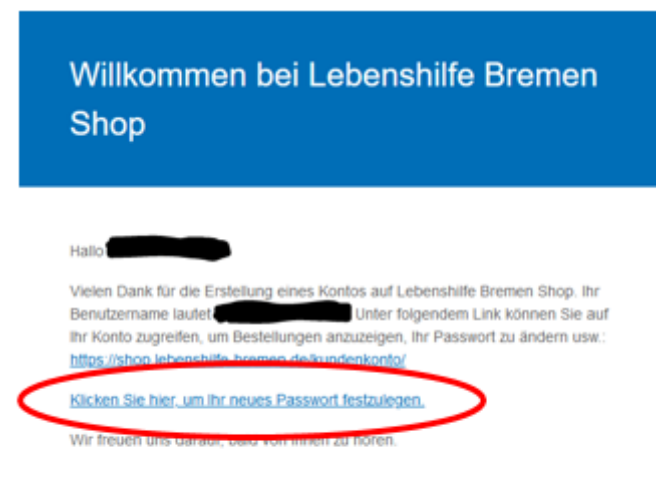 Willkommen bei Lebenshilfe Bremen
Shop
Hallo
Vielen Dank für die Erstellung eines Kontos auf Lebenshilfe Bremen Shop. Ihr
Benutzername lautet Unter folgendem Link können Sie auf
Ihr Konto zugreifen, um Bestellungen anzuzeigen, Ihr Passwort zu ändern usw.:
https://shop.lebenshilfe-bremen.de/kundenkonto/
Klicken Sie hier, um Ihr neues Passwort festzulegen.
Wir freuen uns darauf, bald von Ihnen zu hören.